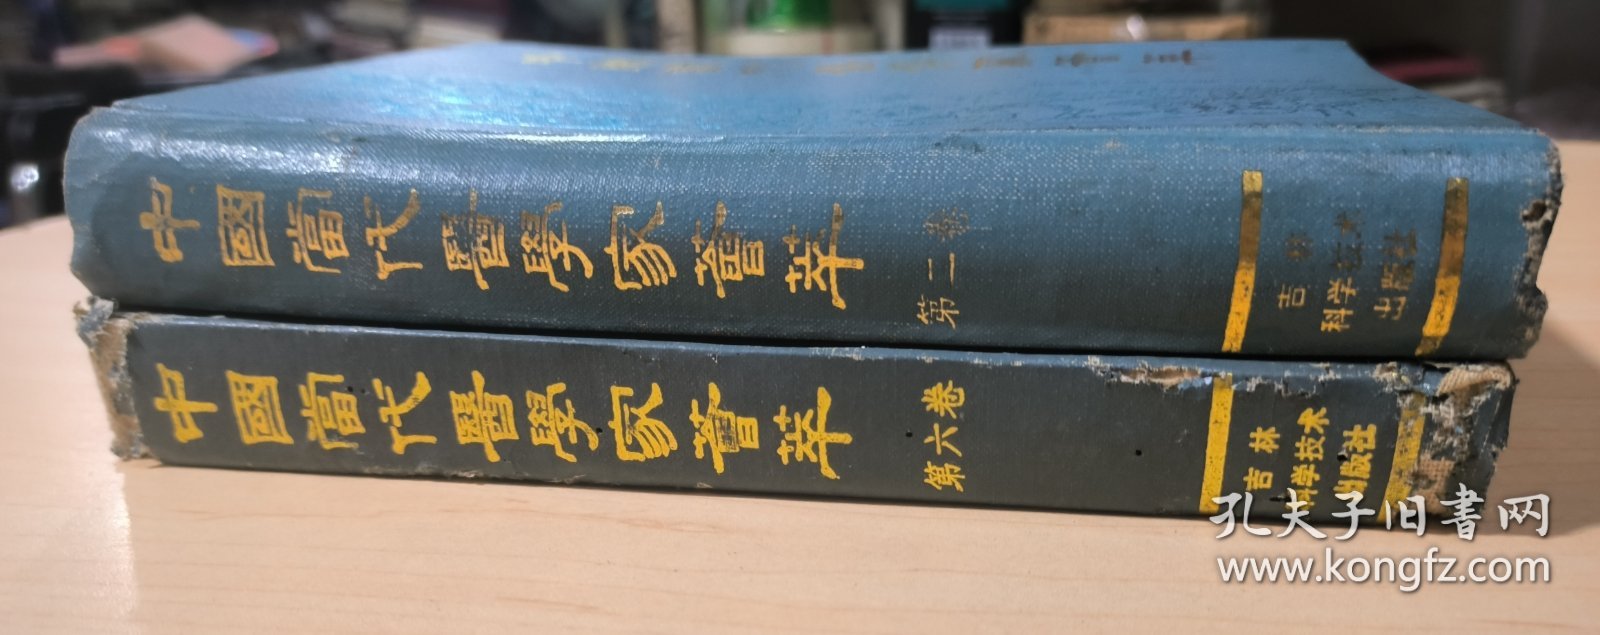 中國當代醫學家薈萃
第二卷
吉林
科学技术
出版社
中國當代醫學家薈萃
第六卷
吉林
科学技术
出版社
孔夫子旧書网
www.kongfz.com